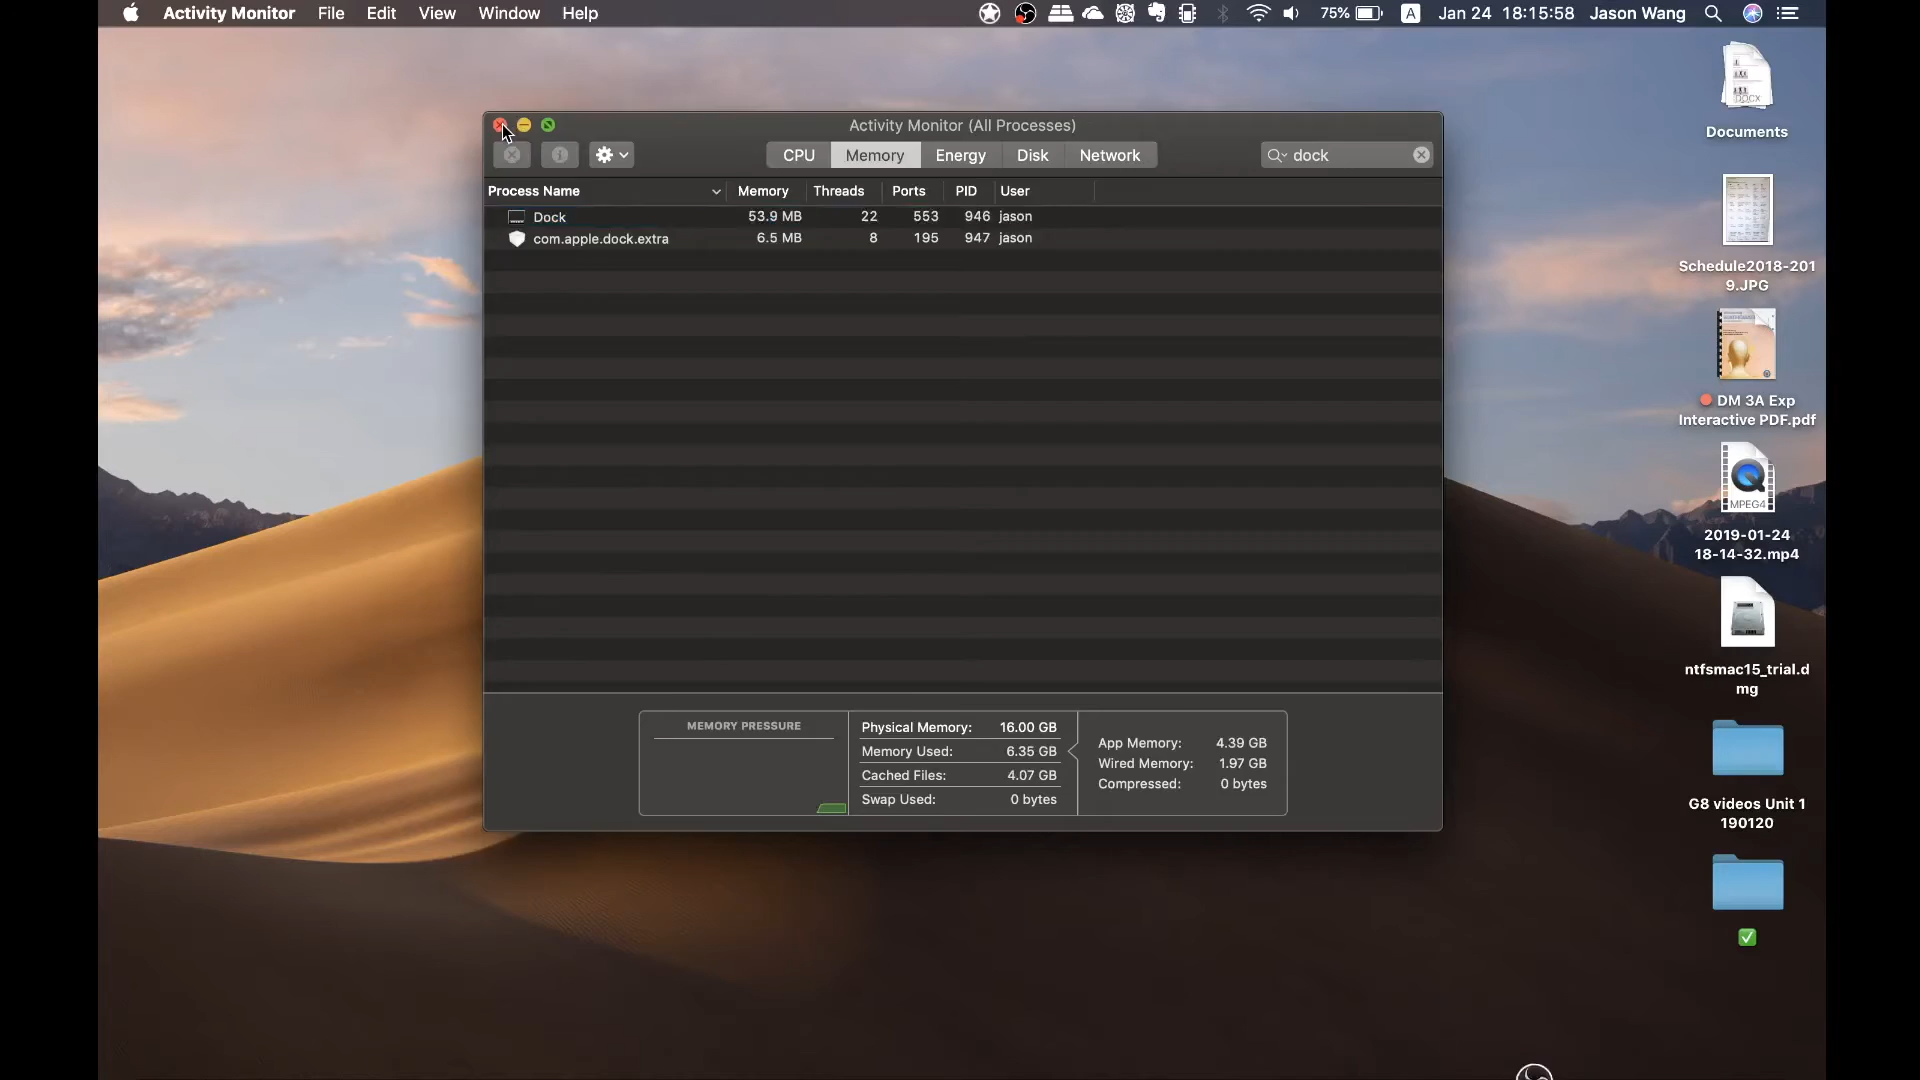 Activity Monitor File Edit View Window Help 75% A Jan 24 18:15:58 Jason Wang
Activity Monitor (All Processes)
CPU Memory Energy Disk Network dock
Process Name Memory Threads Ports PID User
Dock 53.9 MB 22 553 946 jason
com.apple.dock.extra 6.5 MB 8 195 947 jason
MEMORY PRESSURE
Physical Memory: 16.00 GB
Memory Used: 6.35 GB
Cached Files: 4.07 GB
Swap Used: 0 bytes
App Memory: 4.39 GB
Wired Memory: 1.97 GB
Compressed: 0 bytes
DOCX
Documents
Schedule2018-201
9.JPG
DM 3A Exp
Interactive PDF.pdf
MPEG4
2019-01-24
18-14-32.mp4
ntfsmac15_trial.d
mg
G8 videos Unit 1
190120